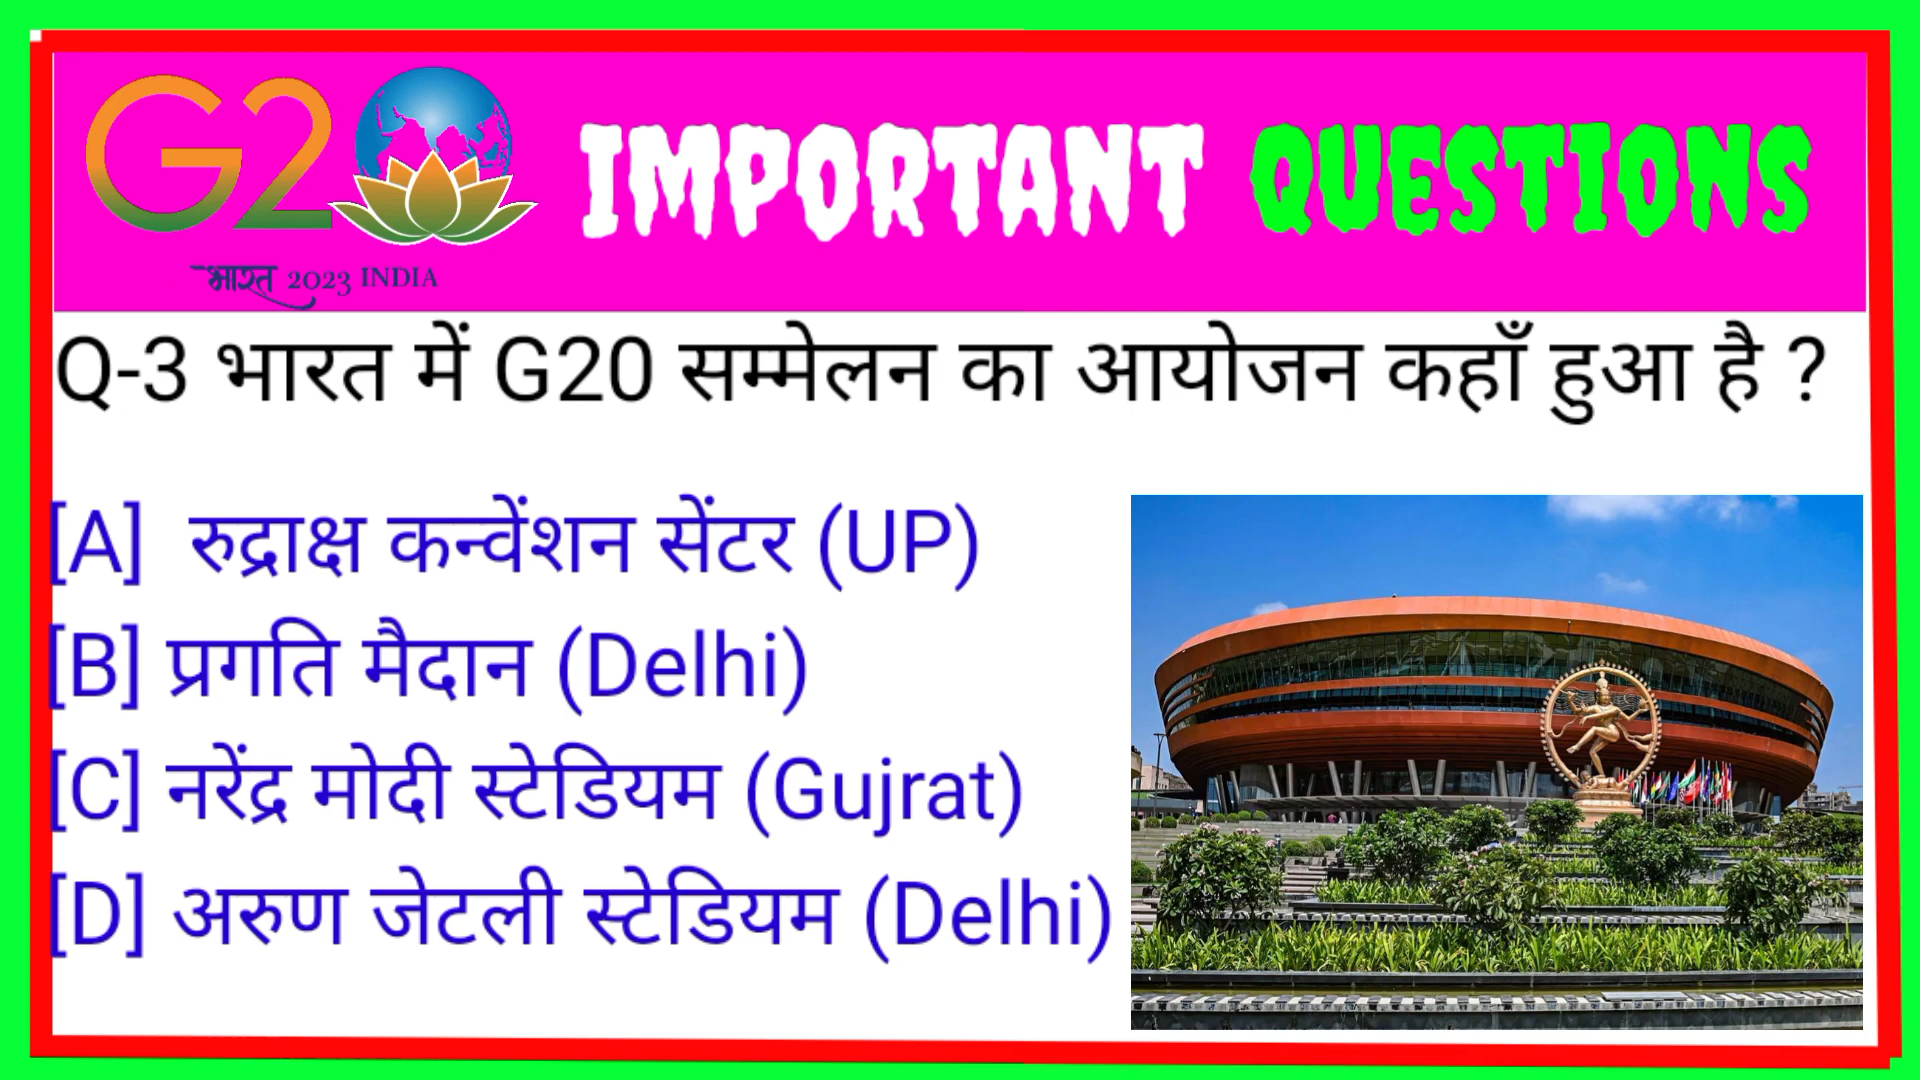 G20 IMPORTANT QUESTIONS
भारत 2023 INDIA
Q-3 भारत में G20 सम्मेलन का आयोजन कहाँ हुआ है ?
[A] रुद्राक्ष कन्वेंशन सेंटर (UP)
[B] प्रगति मैदान (Delhi)
[C] नरेंद्र मोदी स्टेडियम (Gujrat)
[D] अरुण जेटली स्टेडियम (Delhi)